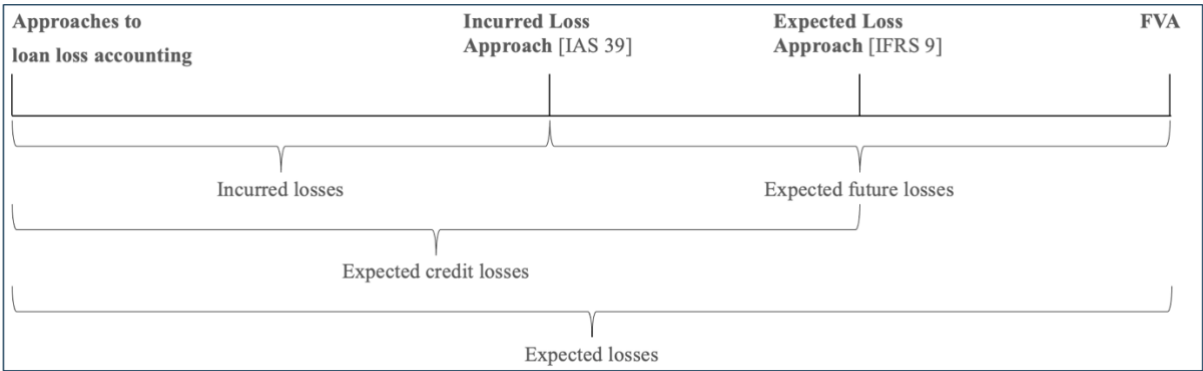 Approaches to
loan loss accounting
Incurred Loss
Approach [IAS 39]
Expected Loss
Approach [IFRS 9]
FVA
Incurred losses
Expected future losses
Expected credit losses
Expected losses